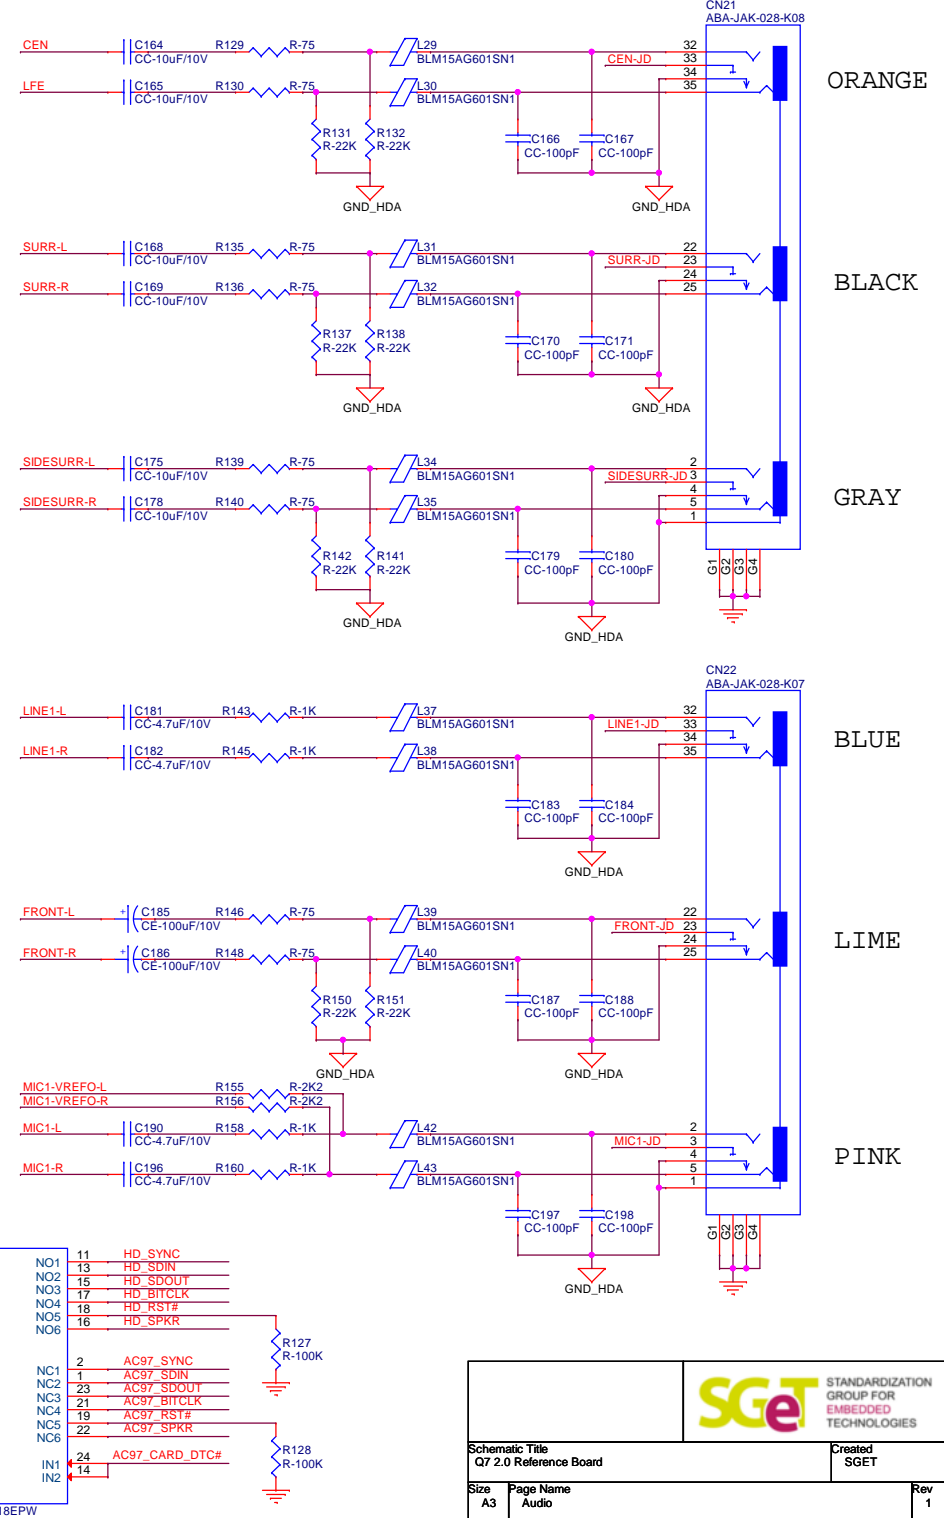 CN21
ABA-JAK-028-K08
CEN C164 CC-10uF/10V R129 R-75 L29 BLM15AG601SN1 32
CEN-JD 33
34
LFE C165 CC-10uF/10V R130 R-75 L30 BLM15AG601SN1 35
ORANGE
R131 R-22K R132 R-22K
C166 CC-100pF C167 CC-100pF
GND_HDA GND_HDA
SURR-L C168 CC-10uF/10V R135 R-75 L31 BLM15AG601SN1 22
SURR-JD 23
24
SURR-R C169 CC-10uF/10V R136 R-75 L32 BLM15AG601SN1 25
BLACK
R137 R-22K R138 R-22K
C170 CC-100pF C171 CC-100pF
GND_HDA GND_HDA
SIDESURR-L C175 CC-10uF/10V R139 R-75 L34 BLM15AG601SN1 2
SIDESURR-JD 3
4
SIDESURR-R C178 CC-10uF/10V R140 R-75 L35 BLM15AG601SN1 5
1
GRAY
R142 R-22K R141 R-22K
C179 CC-100pF C180 CC-100pF
G1 G2 G3 G4
GND_HDA GND_HDA
CN22
ABA-JAK-028-K07
LINE1-L C181 CC-4.7uF/10V R143 R-1K L37 BLM15AG601SN1 32
LINE1-JD 33
34
LINE1-R C182 CC-4.7uF/10V R145 R-1K L38 BLM15AG601SN1 35
BLUE
C183 CC-100pF C184 CC-100pF
GND_HDA
FRONT-L + C185 CE-100uF/10V R146 R-75 L39 BLM15AG601SN1 22
FRONT-JD 23
24
FRONT-R + C186 CE-100uF/10V R148 R-75 L40 BLM15AG601SN1 25
LIME
R150 R-22K R151 R-22K
C187 CC-100pF C188 CC-100pF
GND_HDA GND_HDA
MIC1-VREFO-L R155 R-2K2
MIC1-VREFO-R R156 R-2K2
MIC1-L C190 CC-4.7uF/10V R158 R-1K L42 BLM15AG601SN1 2
MIC1-JD 3
4
MIC1-R C196 CC-4.7uF/10V R160 R-1K L43 BLM15AG601SN1 5
1
PINK
C197 CC-100pF C198 CC-100pF
G1 G2 G3 G4
GND_HDA
NO1 11 HD_SYNC
NO2 13 HD_SDIN
NO3 15 HD_SDOUT
NO4 17 HD_BITCLK
NO5 18 HD_RST#
NO6 16 HD_SPKR
R127
R-100K
NC1 2 AC97_SYNC
NC2 1 AC97_SDIN
NC3 23 AC97_SDOUT
NC4 21 AC97_BITCLK
NC5 19 AC97_RST#
NC6 22 AC97_SPKR
R128
R-100K
IN1 24 AC97_CARD_DTC#
IN2 14
18EPW
SGeT
STANDARDIZATION
GROUP FOR
EMBEDDED
TECHNOLOGIES
Schematic Title
Q7 2.0 Reference Board
Created
SGET
Size
A3
Page Name
Audio
Rev
1